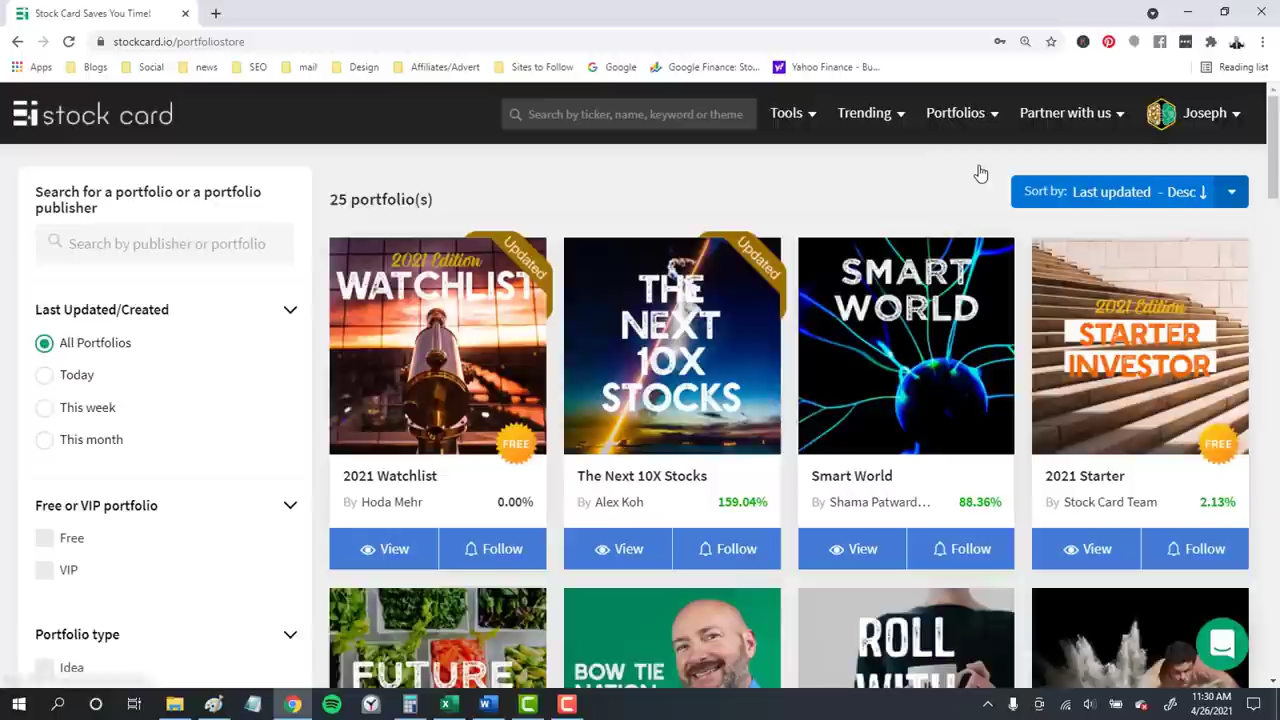 Stock Card Saves You Time!
stockcard.io/portfoliostore
Apps
Blogs
Social
news
SEO
mail
Design
Affiliates/Advert
Sites to Follow
Google
Google Finance: Sto...
Yahoo Finance - Bu...
Reading list
stock card
Search by ticker, name, keyword or theme
Tools
Trending
Portfolios
Partner with us
Joseph
Search for a portfolio or a portfolio
publisher
Search by publisher or portfolio
Last Updated/Created
All Portfolios
Today
This week
This month
Free or VIP portfolio
Free
VIP
Portfolio type
Idea
25 portfolio(s)
Sort by: Last updated - Desc↓
Updated
2021 Edition
WATCHLIST
FREE
2021 Watchlist
By Hoda Mehr 0.00%
View Follow
Updated
THE
NEXT
10X
STOCKS
The Next 10X Stocks
By Alex Koh 159.04%
View Follow
SMART
WORLD
Smart World
By Shama Patward... 88.36%
View Follow
2021 Edition
STARTER
INVESTOR
FREE
2021 Starter
By Stock Card Team 2.13%
View Follow
FUTURE
BOW TIE
NATION
ROLL
WITH
11:30 AM
4/26/2021